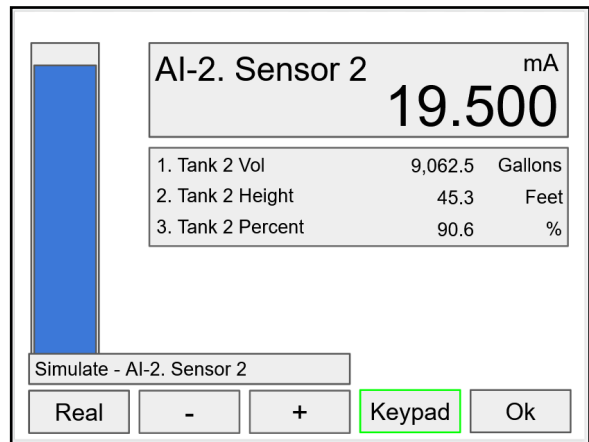 AI-2. Sensor 2 mA
19.500
1. Tank 2 Vol 9,062.5 Gallons
2. Tank 2 Height 45.3 Feet
3. Tank 2 Percent 90.6 %
Simulate - AI-2. Sensor 2
Real - + Keypad Ok